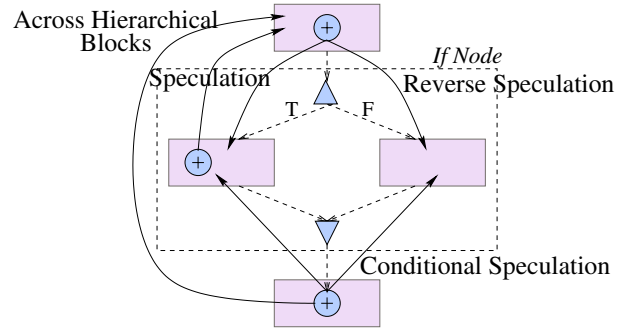 Across Hierarchical
Blocks
+
If Node
Speculation
Reverse Speculation
T
F
+
Conditional Speculation
+